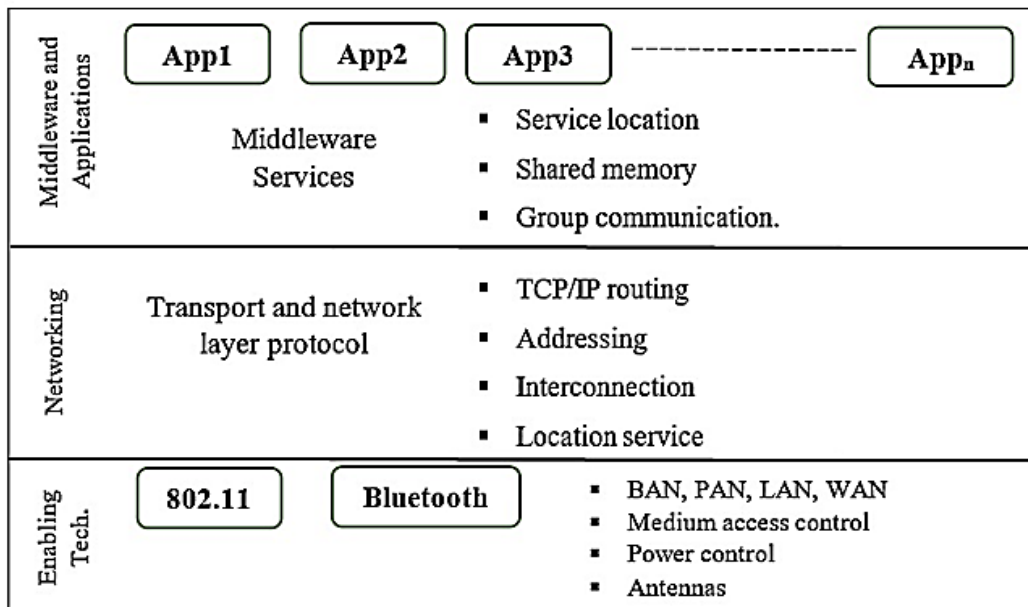 Middleware and
Applications
App1
App2
App3
Appₙ
Middleware
Services
▪ Service location
▪ Shared memory
▪ Group communication.
Networking
Transport and network
layer protocol
▪ TCP/IP routing
▪ Addressing
▪ Interconnection
▪ Location service
Enabling
Tech.
802.11
Bluetooth
▪ BAN, PAN, LAN, WAN
▪ Medium access control
▪ Power control
▪ Antennas